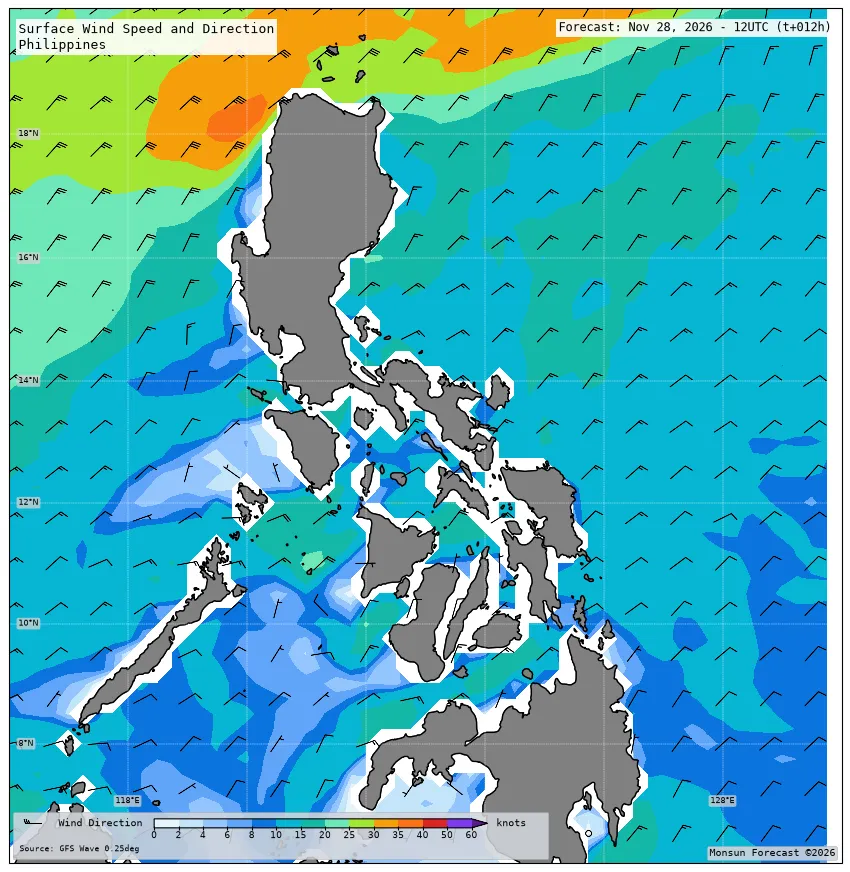 Surface Wind Speed and Direction
Philippines
Forecast: Nov 28, 2026 - 12UTC (t+012h)
18°N
16°N
14°N
12°N
10°N
8°N
118°E
128°E
Wind Direction
knots
0 2 4 6 8 10 15 20 25 30 35 40 50 60
Source: GFS Wave 0.25deg
Monsun Forecast ©2026